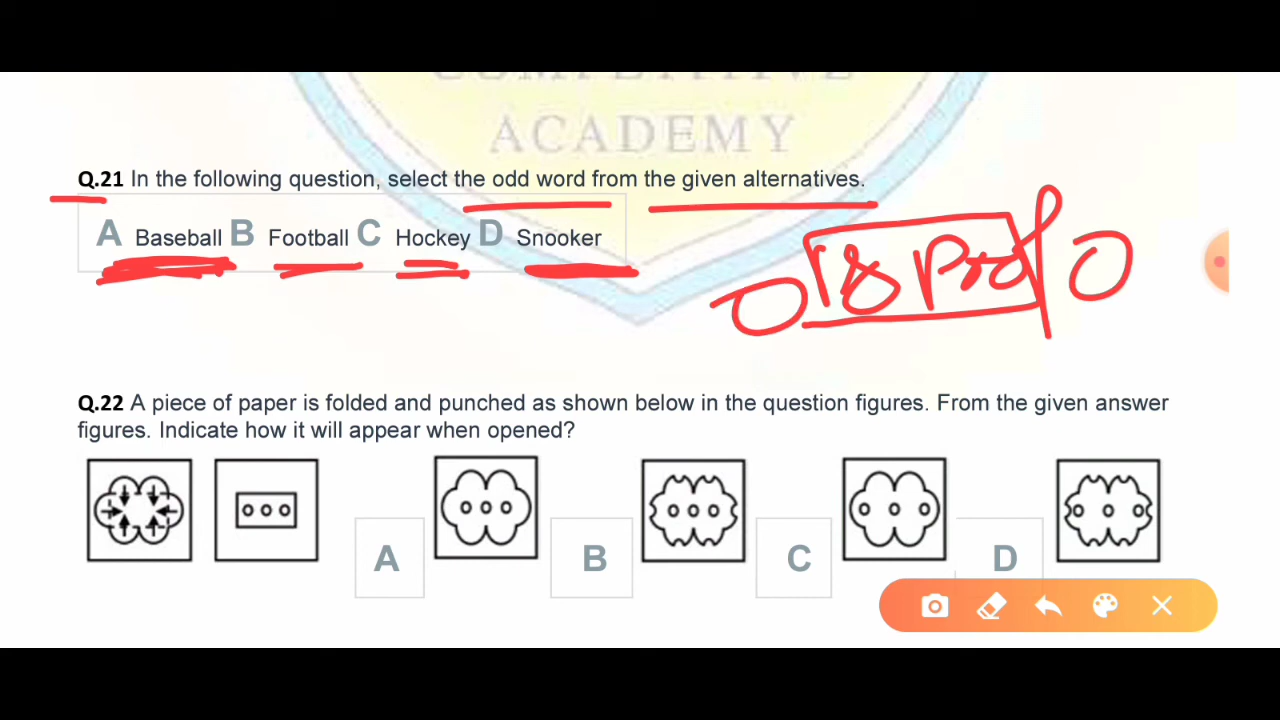 COMPETITIVE
ACADEMY
Q.21 In the following question, select the odd word from the given alternatives.
A Baseball B Football C Hockey D Snooker
Q.22 A piece of paper is folded and punched as shown below in the question figures. From the given answer
figures. Indicate how it will appear when opened?
A B C D